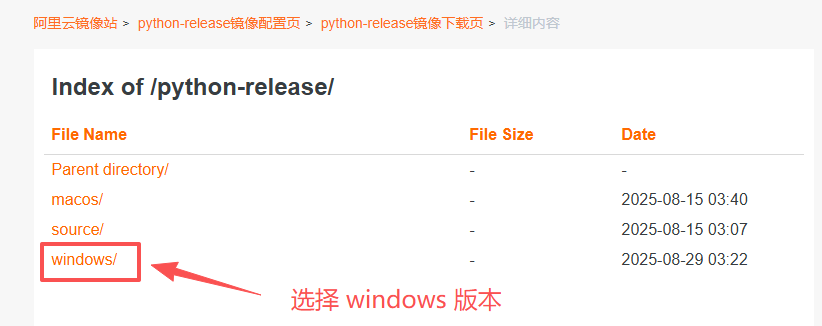 阿里云镜像站 > python-release镜像配置页 > python-release镜像下载页 > 详细内容
Index of /python-release/
File Name File Size Date
Parent directory/ - -
macos/ - 2025-08-15 03:40
source/ - 2025-08-15 03:07
windows/ - 2025-08-29 03:22
选择 windows 版本